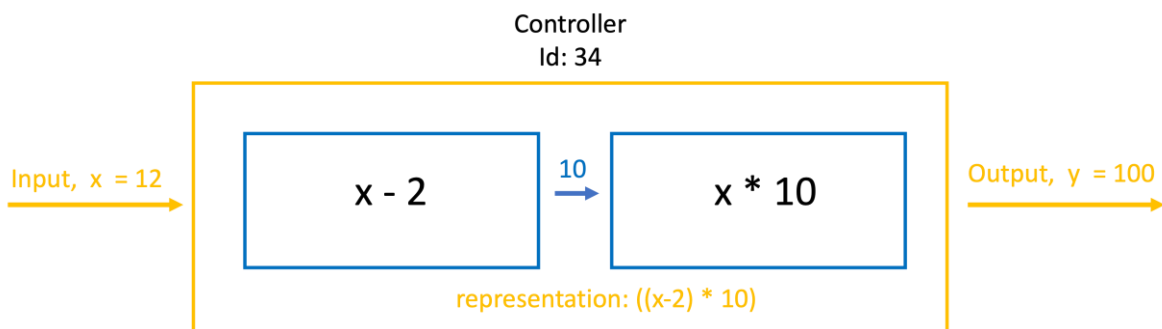 Controller
Id: 34
Input, x = 12
x - 2
10
x * 10
Output, y = 100
representation: ((x-2) * 10)